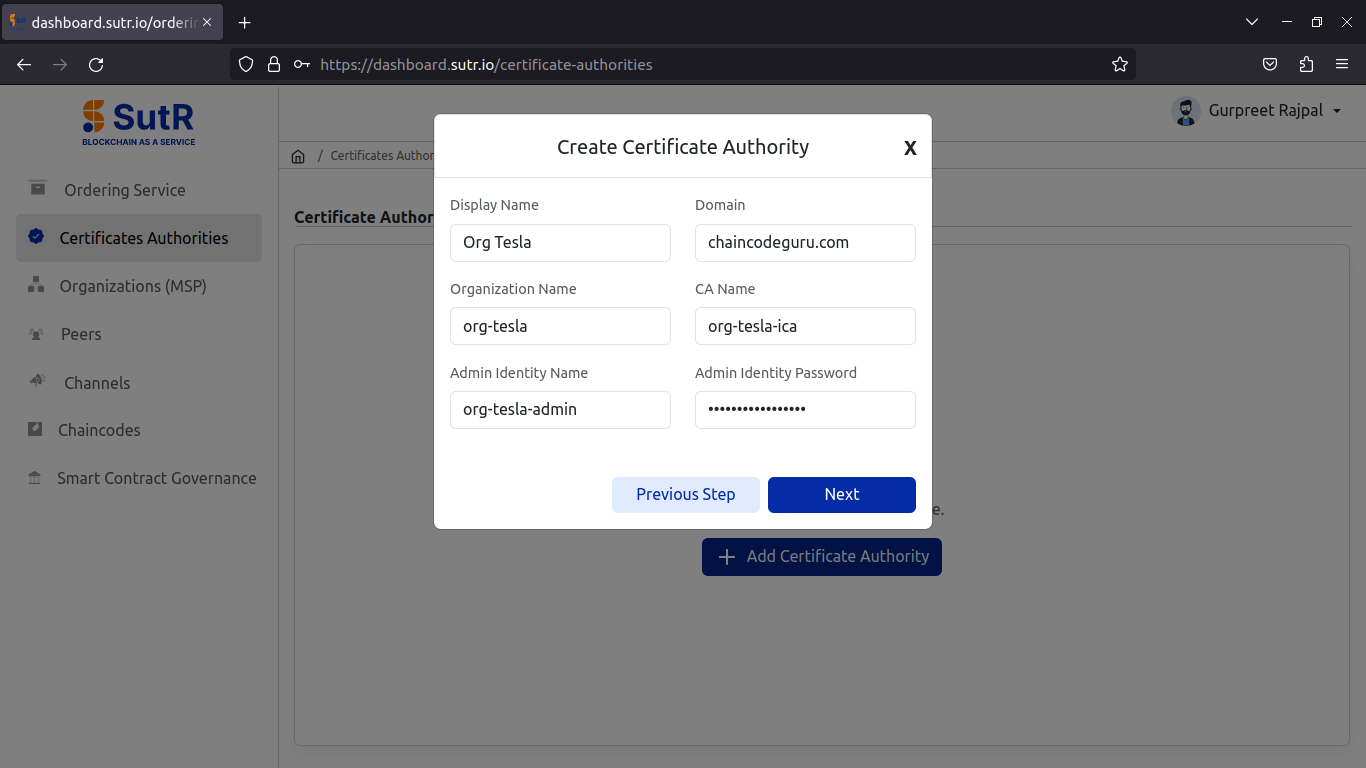 dashboard.sutr.io/orderin
https://dashboard.sutr.io/certificate-authorities
SutR
BLOCKCHAIN AS A SERVICE
Gurpreet Rajpal
/ Certificates Author
Ordering Service
Certificates Authorities
Organizations (MSP)
Peers
Channels
Chaincodes
Smart Contract Governance
Certificate Author
Create Certificate Authority
X
Display Name
Domain
Org Tesla
chaincodeguru.com
Organization Name
CA Name
org-tesla
org-tesla-ica
Admin Identity Name
Admin Identity Password
org-tesla-admin
•••••••••••••••••
Previous Step
Next
e.
Add Certificate Authority